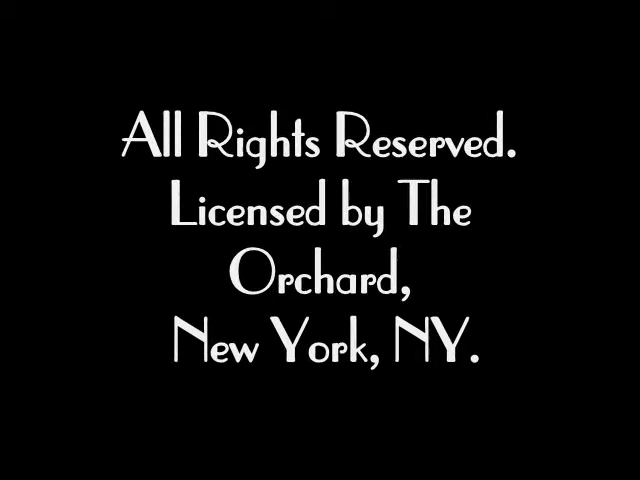 All Rights Reserved.
Licensed by The
Orchard,
New York, NY.